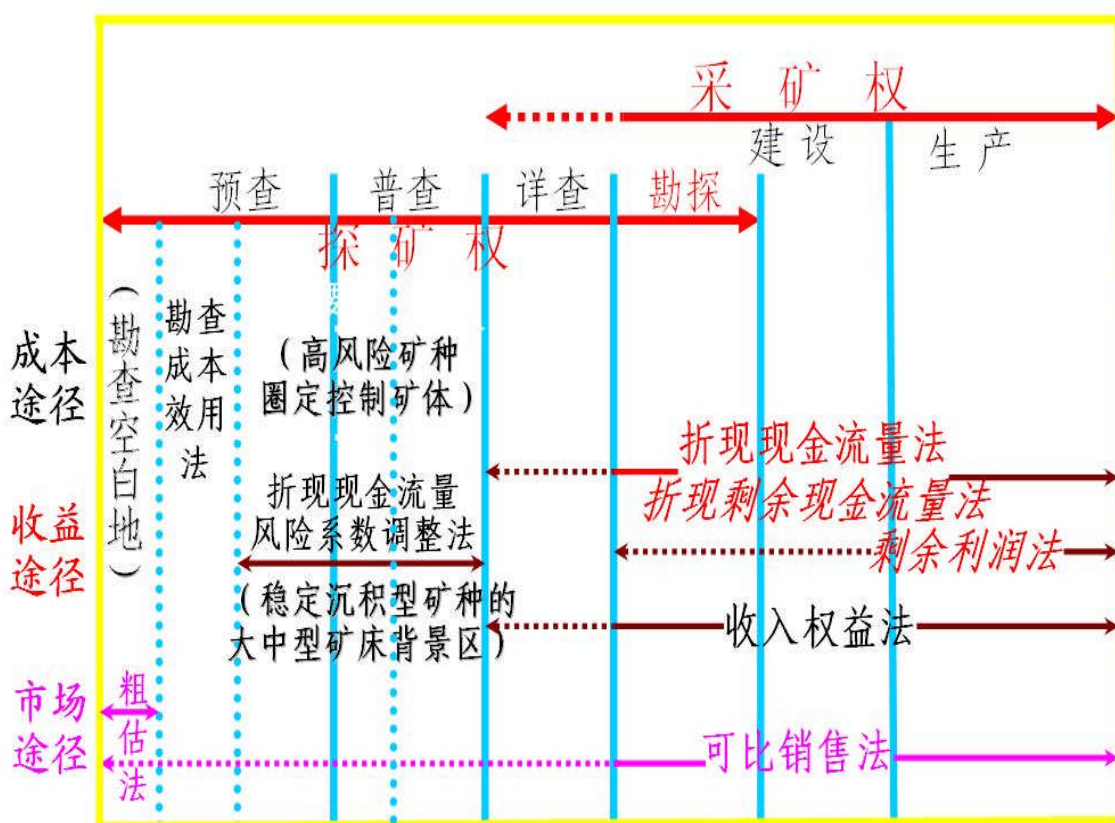 采 矿 权
建 设
生 产
预查
普查
详查
勘探
探 矿 权
成本
途径
收益
途径
市场
途径
（勘查空白地）
勘查
成本
效用
法
（高风险矿种
圈定控制矿体）
折现现金流量
风险系数调整法
（稳定沉积型矿种的
大中型矿床背景区）
折现现金流量法
折现剩余现金流量法
剩余利润法
收入权益法
粗
估
法
可比销售法